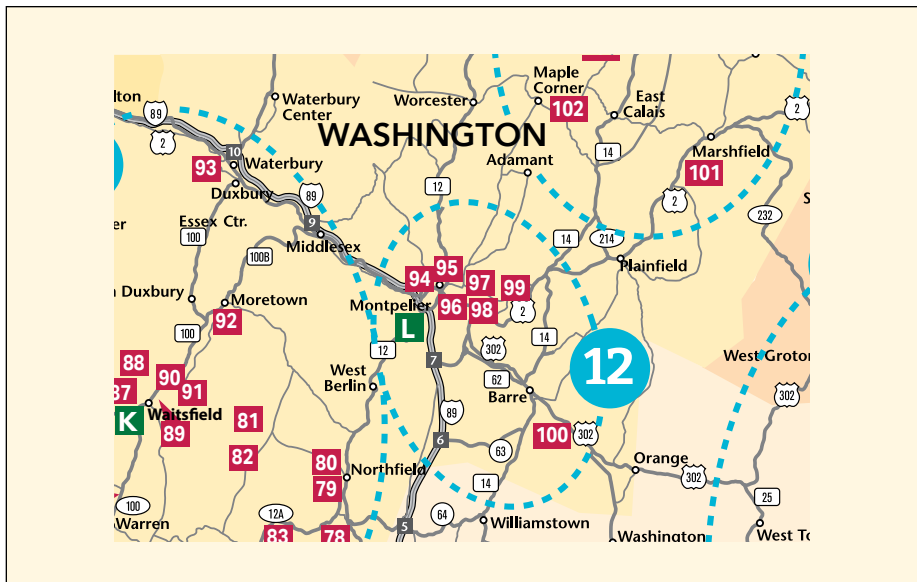 Maple
Corner
lton
89
Waterbury
Center
Worcester
102
East
Calais
2
2
WASHINGTON
Marshfield
10
93
Waterbury
Adamant
14
101
Duxbury
12
89
2
Essex Ctr.
9
232
100
Middlesex
14
214
er
100B
Plainfield
95
94
97
99
n Duxbury
Moretown
Montpelier
96
98
2
92
L
100
12
302
14
12
88
7
West Groton
90
West
Berlin
62
37
91
Barre
302
K
Waitsfield
89
81
89
100
302
6
63
82
80
Orange
Northfield
302
79
14
25
100
12A
64
Warren
83
78
5
Williamstown
Washington
West To